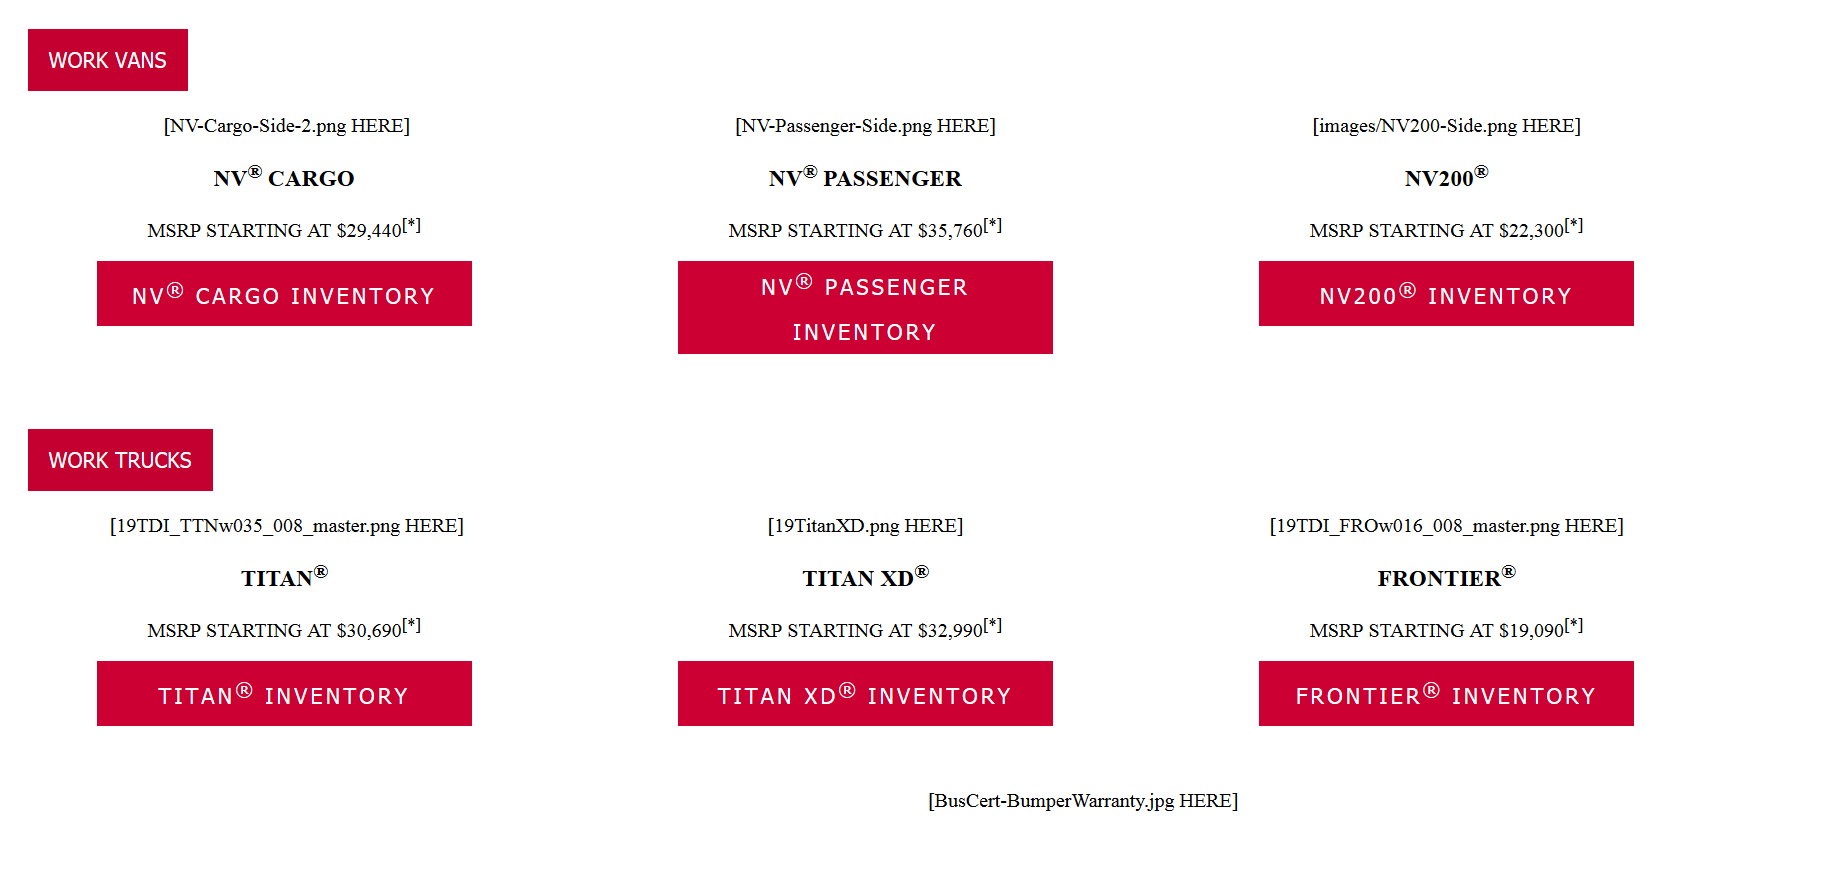 WORK VANS
[NV-Cargo-Side-2.png HERE]
[NV-Passenger-Side.png HERE]
[images/NV200-Side.png HERE]
NV® CARGO
NV® PASSENGER
NV200®
MSRP STARTING AT $29,440[*]
MSRP STARTING AT $35,760[*]
MSRP STARTING AT $22,300[*]
NV® CARGO INVENTORY
NV® PASSENGER
INVENTORY
NV200® INVENTORY
WORK TRUCKS
[19TDI_TTNw035_008_master.png HERE]
[19TitanXD.png HERE]
[19TDI_FROw016_008_master.png HERE]
TITAN®
TITAN XD®
FRONTIER®
MSRP STARTING AT $30,690[*]
MSRP STARTING AT $32,990[*]
MSRP STARTING AT $19,090[*]
TITAN® INVENTORY
TITAN XD® INVENTORY
FRONTIER® INVENTORY
[BusCert-BumperWarranty.jpg HERE]